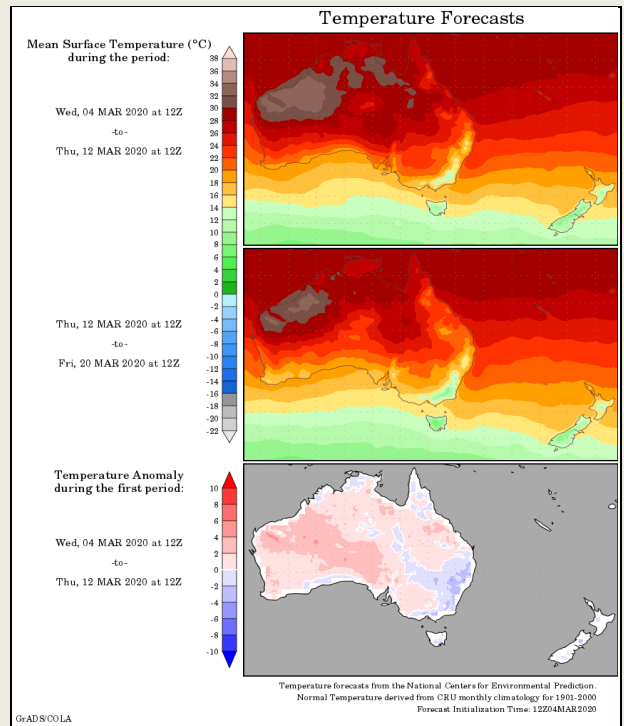 Temperature Forecasts
Mean Surface Temperature (°C)
during the period:
38
36
34
32
30
28
26
24
22
20
18
16
14
12
10
8
6
4
2
0
-2
-4
-6
-8
-10
-12
-14
-16
-18
-20
-22
Wed, 04 MAR 2020 at 12Z
-to-
Thu, 12 MAR 2020 at 12Z
Thu, 12 MAR 2020 at 12Z
-to-
Fri, 20 MAR 2020 at 12Z
Temperature Anomaly
during the first period:
10
8
6
4
2
0
-2
-4
-6
-8
-10
Wed, 04 MAR 2020 at 12Z
-to-
Thu, 12 MAR 2020 at 12Z
Temperature forecasts from the National Centers for Environmental Prediction.
Normal Temperature derived from CRU monthly climatology for 1901-2000
Forecast Initialization Time: 12Z04MAR2020
GrADS/COLA